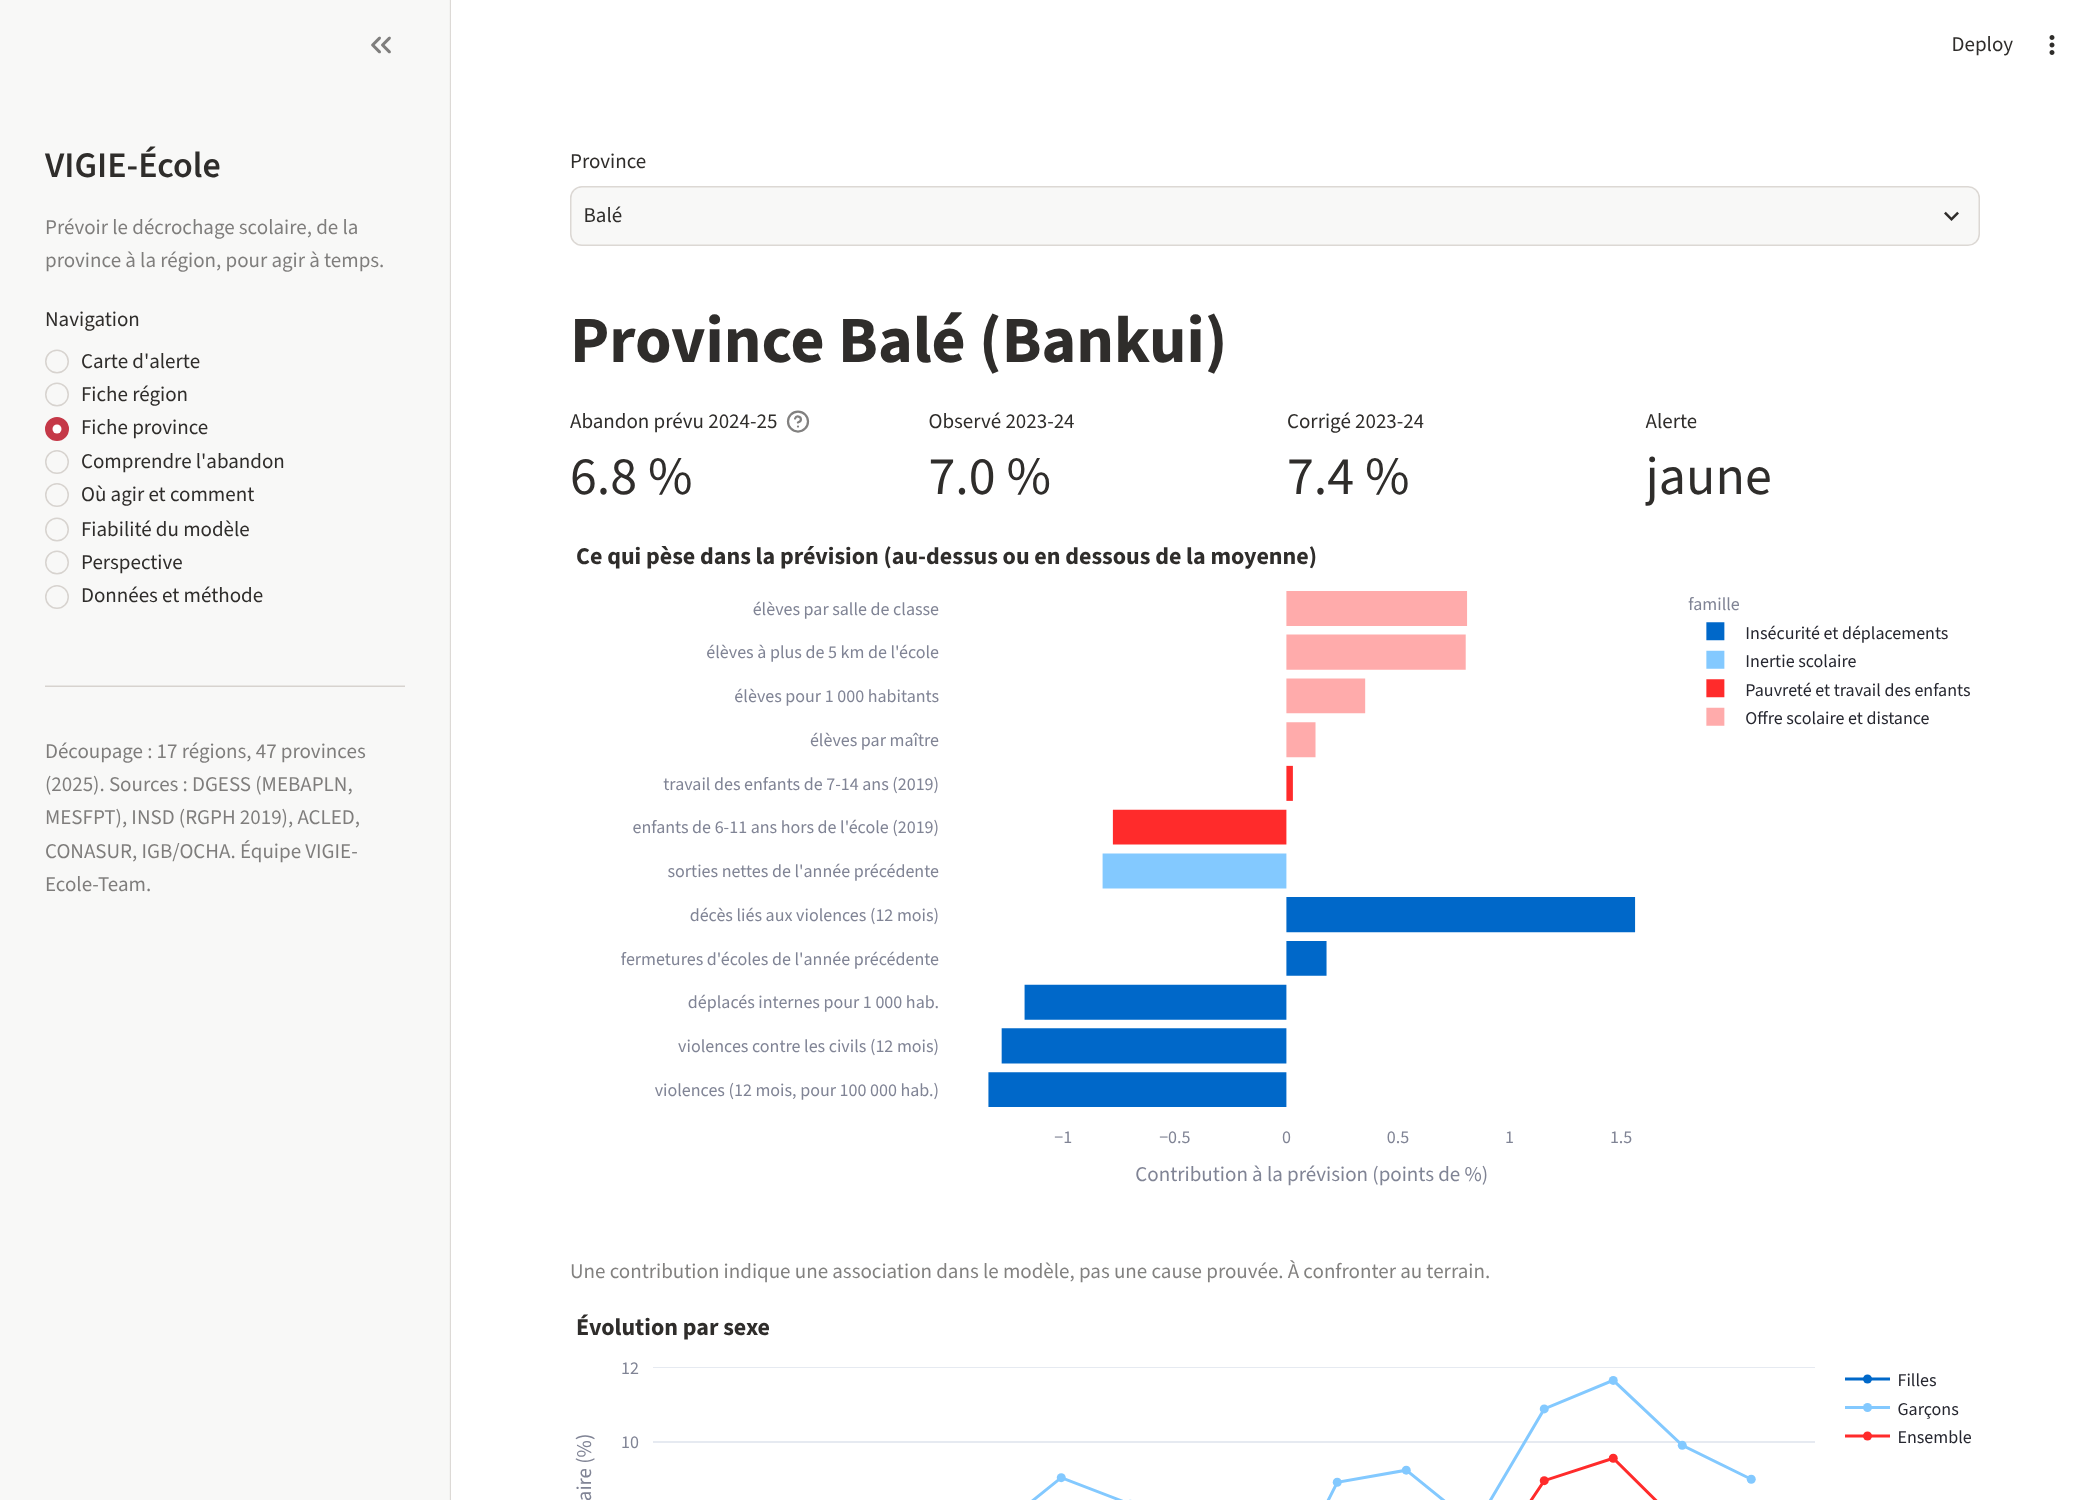 Deploy
VIGIE-École
Prévoir le décrochage scolaire, de la
province à la région, pour agir à temps.
Navigation
Carte d'alerte
Fiche région
Fiche province
Comprendre l'abandon
Où agir et comment
Fiabilité du modèle
Perspective
Données et méthode
Découpage : 17 régions, 47 provinces
(2025). Sources : DGESS (MEBAPLN,
MESFPT), INSD (RGPH 2019), ACLED,
CONASUR, IGB/OCHA. Équipe VIGIE-
Ecole-Team.
Province
Balé
Province Balé (Bankui)
Abandon prévu 2024-25
6.8 %
Observé 2023-24
7.0 %
Corrigé 2023-24
7.4 %
Alerte
jaune
Ce qui pèse dans la prévision (au-dessus ou en dessous de la moyenne)
élèves par salle de classe
élèves à plus de 5 km de l'école
élèves pour 1 000 habitants
élèves par maître
travail des enfants de 7-14 ans (2019)
enfants de 6-11 ans hors de l'école (2019)
sorties nettes de l'année précédente
décès liés aux violences (12 mois)
fermetures d'écoles de l'année précédente
déplacés internes pour 1 000 hab.
violences contre les civils (12 mois)
violences (12 mois, pour 100 000 hab.)
−1 −0.5 0 0.5 1 1.5
Contribution à la prévision (points de %)
famille
Insécurité et déplacements
Inertie scolaire
Pauvreté et travail des enfants
Offre scolaire et distance
Une contribution indique une association dans le modèle, pas une cause prouvée. À confronter au terrain.
Évolution par sexe
12
10
aire (%)
Filles
Garçons
Ensemble